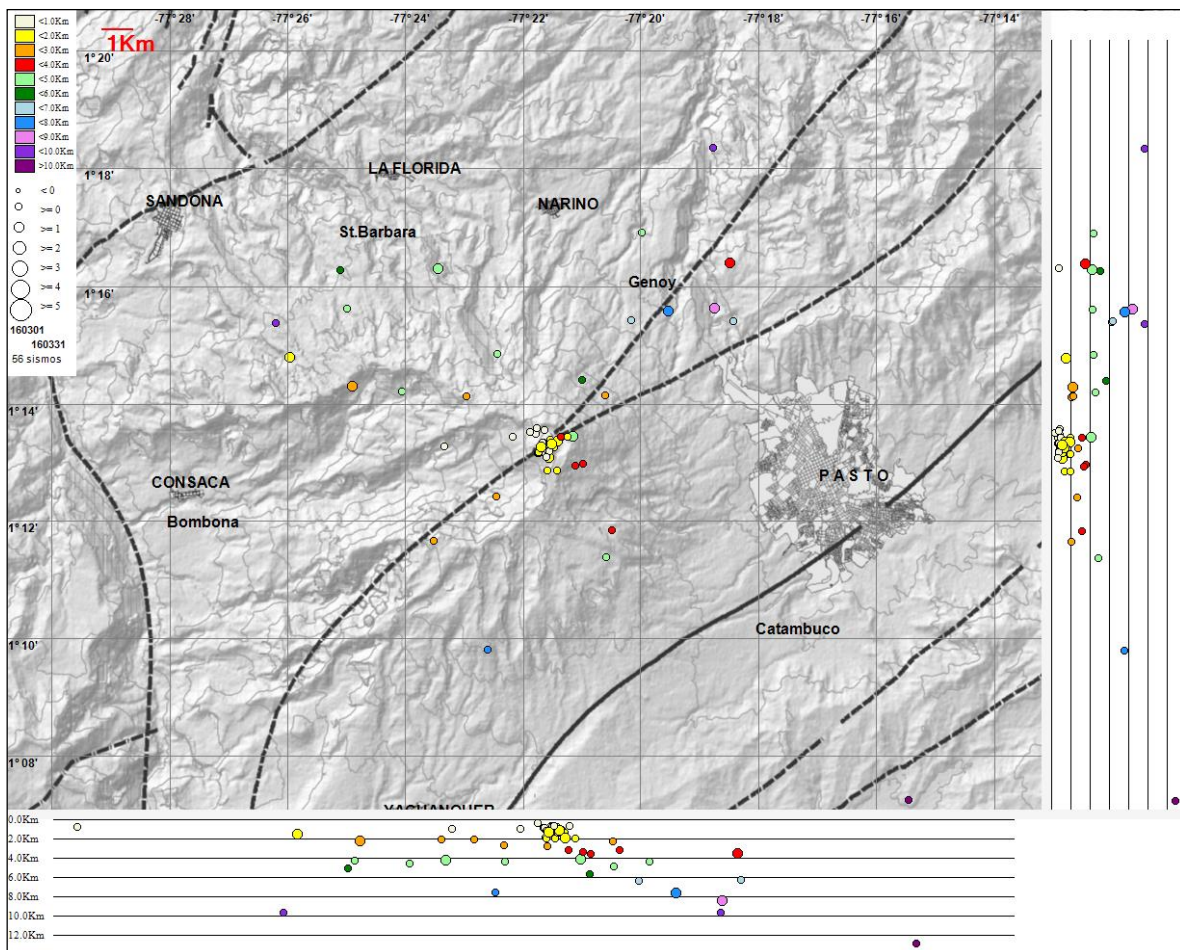 -77°28'
-77°26'
-77°24'
-77°22'
-77°20'
-77°18'
-77°16'
-77°14'
<1.0Km
<2.0Km
<3.0Km
<4.0Km
<5.0Km
<6.0Km
<7.0Km
<8.0Km
<9.0Km
<10.0Km
>10.0Km
< 0
>= 0
>= 1
>= 2
>= 3
>= 4
>= 5
160301
160331
56 sismos
1Km
1°20'
1°18'
1°16'
1°14'
1°12'
1°10'
1°08'
LA FLORIDA
SANDONA
NARINO
St.Barbara
Genoy
CONSACA
PASTO
Bombona
Catambuco
YACUANQUER
0.0Km
2.0Km
4.0Km
6.0Km
8.0Km
10.0Km
12.0Km